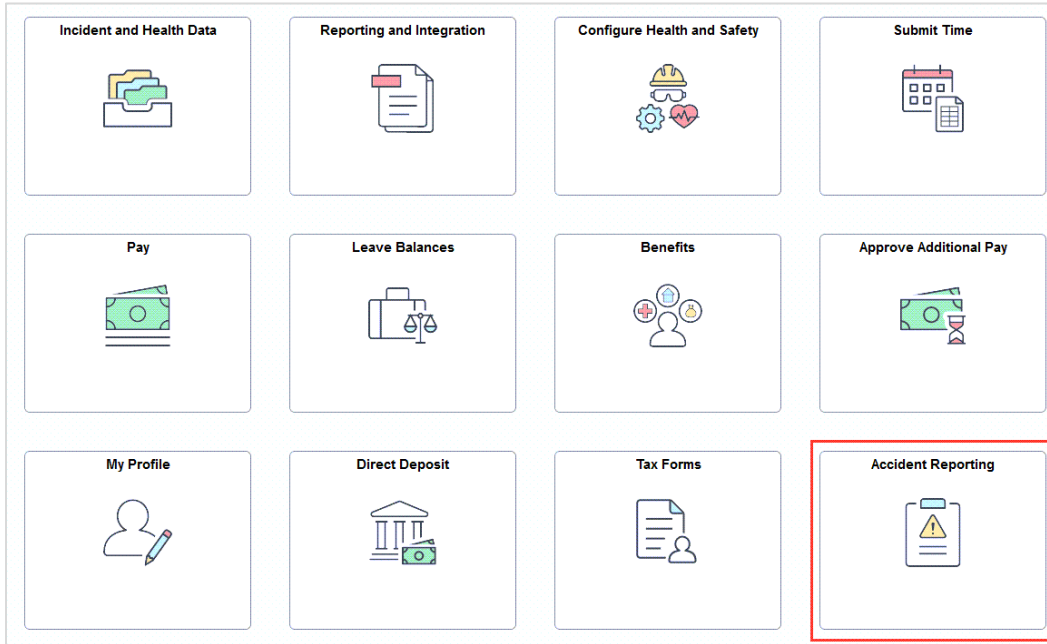 Incident and Health Data
Reporting and Integration
Configure Health and Safety
Submit Time
Pay
Leave Balances
Benefits
Approve Additional Pay
My Profile
Direct Deposit
Tax Forms
Accident Reporting